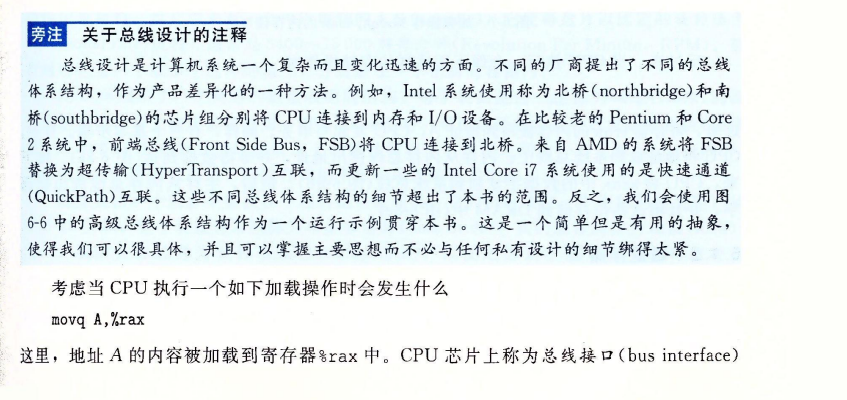 旁注 关于总线设计的注释
总线设计是计算机系统一个复杂而且变化迅速的方面。不同的厂商提出了不同的总线
体系结构，作为产品差异化的一种方法。例如，Intel 系统使用称为北桥(northbridge)和南
桥(southbridge)的芯片组分别将 CPU 连接到内存和 I/O 设备。在比较老的 Pentium 和 Core
2 系统中，前端总线(Front Side Bus，FSB)将 CPU 连接到北桥。来自 AMD 的系统将 FSB
替换为超传输(HyperTransport)互联，而更新一些的 Intel Core i7 系统使用的是快速通道
(QuickPath)互联。这些不同总线体系结构的细节超出了本书的范围。反之，我们会使用图
6-6 中的高级总线体系结构作为一个运行示例贯穿本书。这是一个简单但是有用的抽象，
使得我们可以很具体，并且可以掌握主要思想而不必与任何私有设计的细节绑得太紧。
考虑当 CPU 执行一个如下加载操作时会发生什么
movq A,%rax
这里，地址 A 的内容被加载到寄存器%rax 中。CPU 芯片上称为总线接口(bus interface)